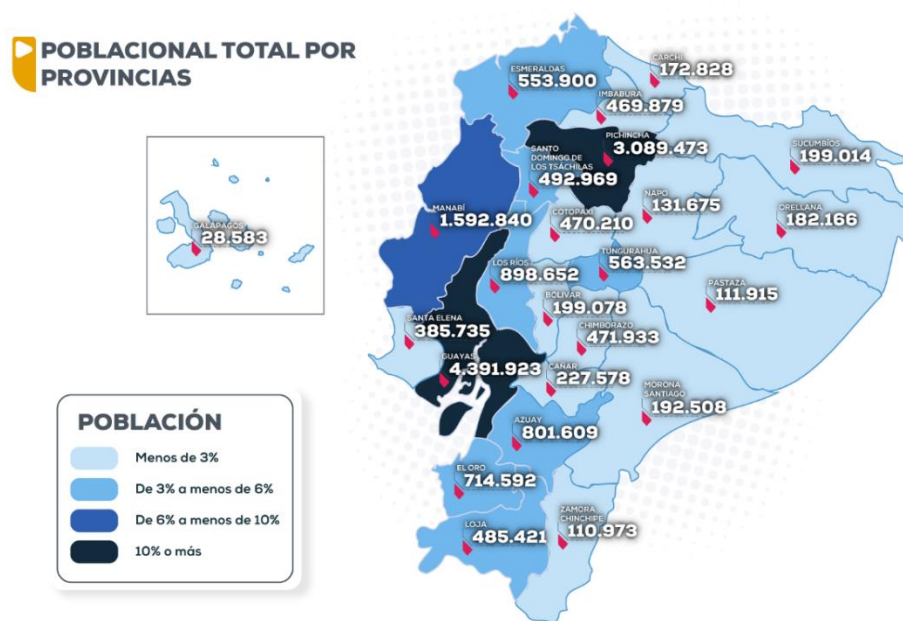 POBLACIONAL TOTAL POR
PROVINCIAS
ESMERALDAS
553.900
CARCHI
172.828
IMBABURA
469.879
PICHINCHA
3.089.473
SUCUMBÍOS
199.014
SANTO
DOMINGO DE
LOS TSÁCHILAS
492.969
GALÁPAGOS
28.583
MANABÍ
1.592.840
COTOPAXI
470.210
NAPO
131.675
ORELLANA
182.166
LOS RÍOS
898.652
TUNGURAHUA
563.532
PASTAZA
111.915
BOLÍVAR
199.078
SANTA ELENA
385.735
CHIMBORAZO
471.933
GUAYAS
4.391.923
CAÑAR
227.578
MORONA
SANTIAGO
192.508
AZUAY
801.609
EL ORO
714.592
LOJA
485.421
ZAMORA
CHINCHIPE
110.973
POBLACIÓN
Menos de 3%
De 3% a menos de 6%
De 6% a menos de 10%
10% o más